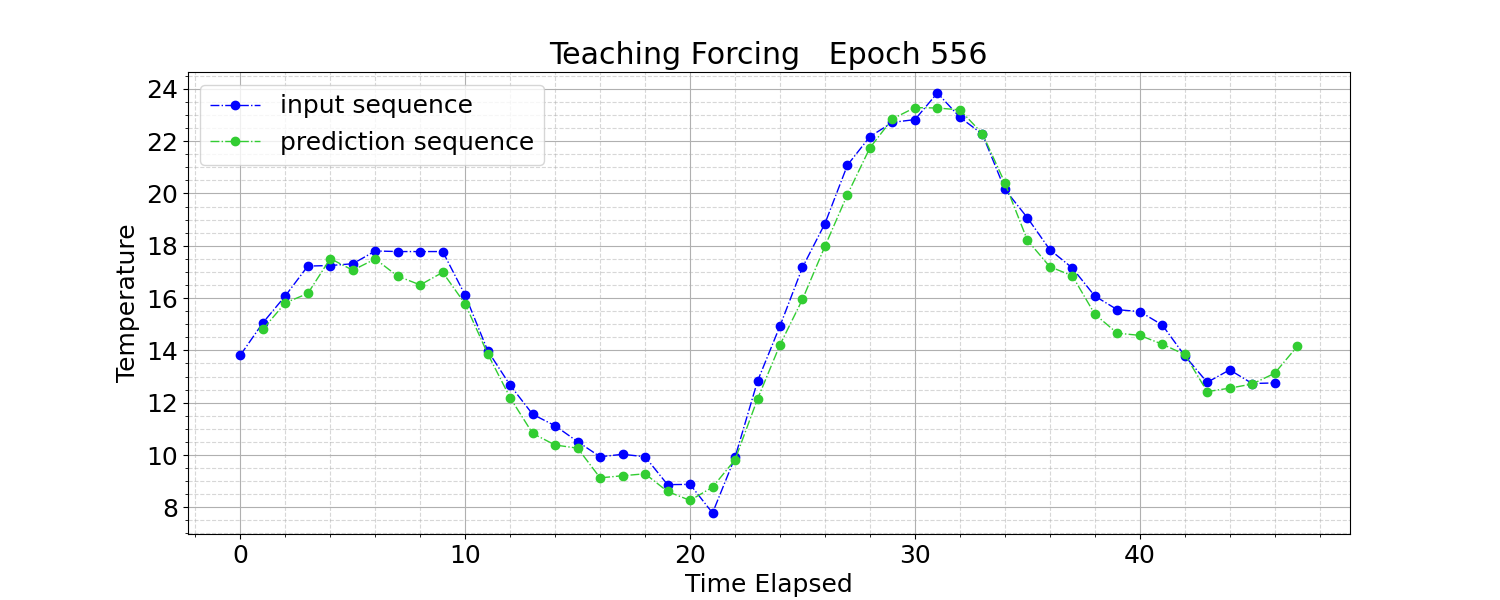 Teaching Forcing   Epoch 556
input sequence
prediction sequence
Temperature
24
22
20
18
16
14
12
10
8
0 10 20 30 40
Time Elapsed